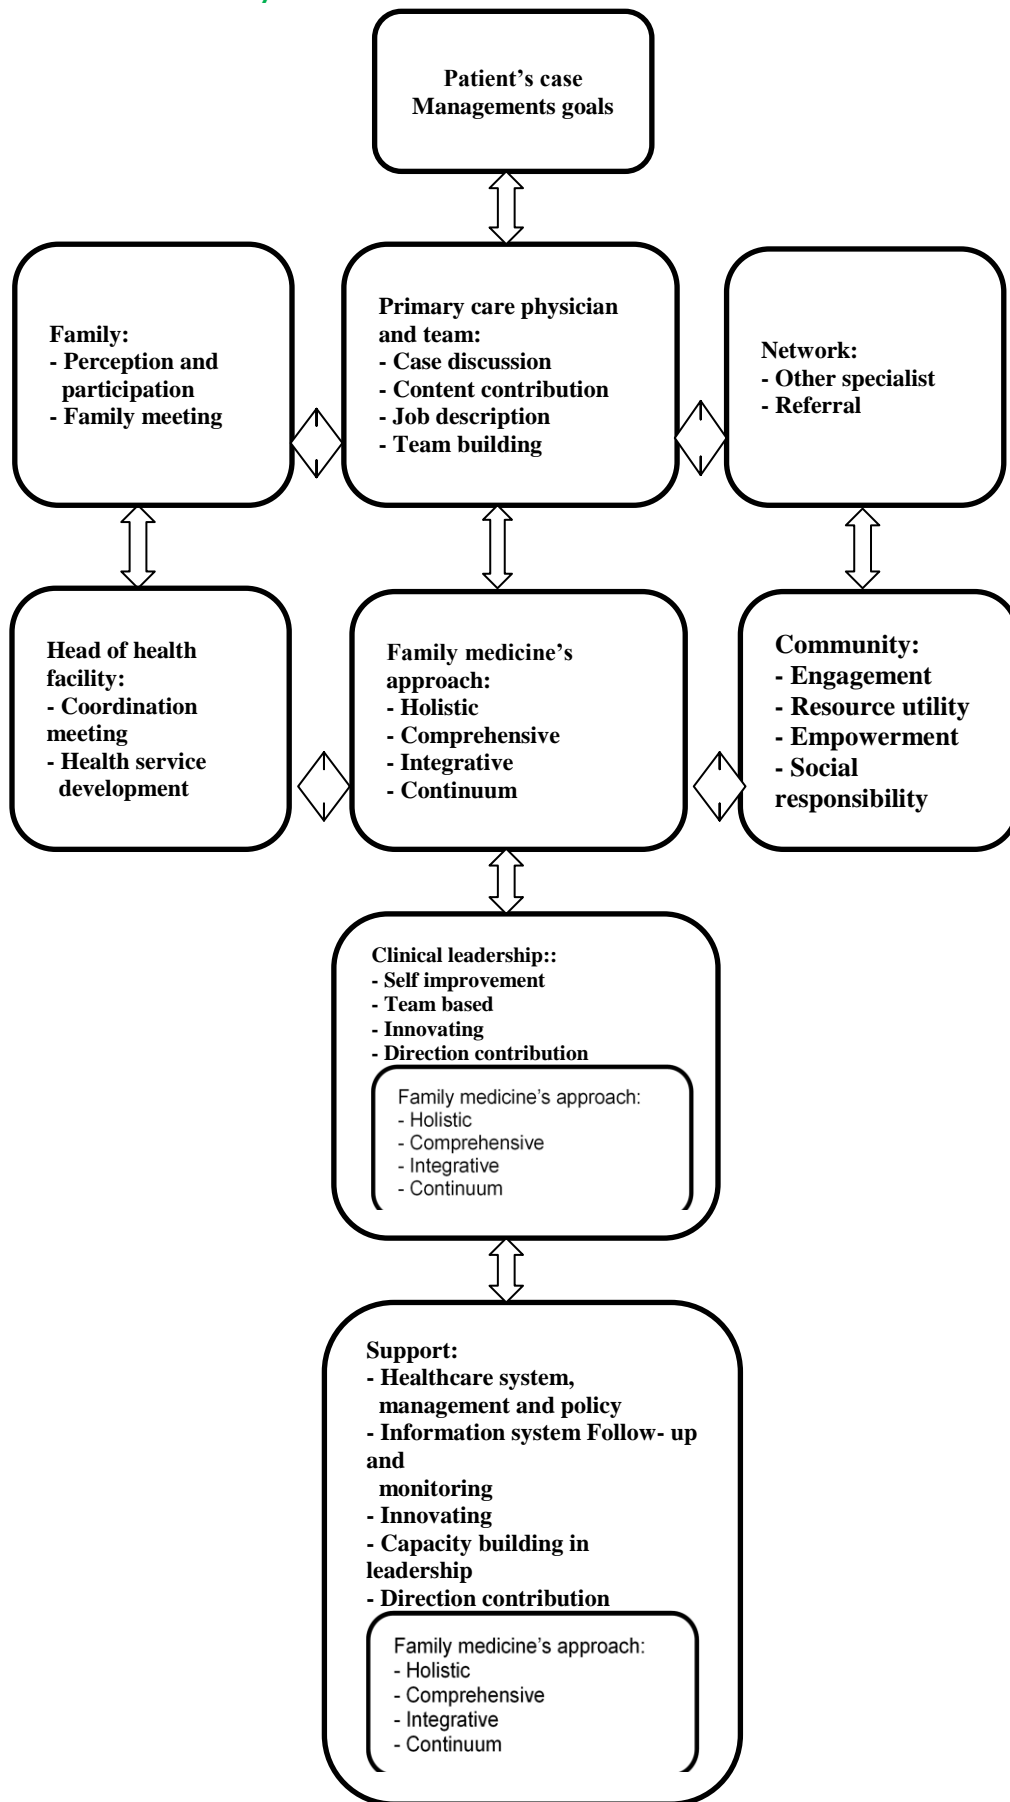 Patient’s case
Managements goals
Family:
- Perception and
participation
- Family meeting
Primary care physician
and team:
- Case discussion
- Content contribution
- Job description
- Team building
Network:
- Other specialist
- Referral
Head of health
facility:
- Coordination
meeting
- Health service
development
Family medicine’s
approach:
- Holistic
- Comprehensive
- Integrative
- Continuum
Community:
- Engagement
- Resource utility
- Empowerment
- Social
responsibility
Clinical leadership::
- Self improvement
- Team based
- Innovating
- Direction contribution
Family medicine’s approach:
- Holistic
- Comprehensive
- Integrative
- Continuum
Support:
- Healthcare system,
management and policy
- Information system Follow- up
and
monitoring
- Innovating
- Capacity building in
leadership
- Direction contribution
Family medicine’s approach:
- Holistic
- Comprehensive
- Integrative
- Continuum